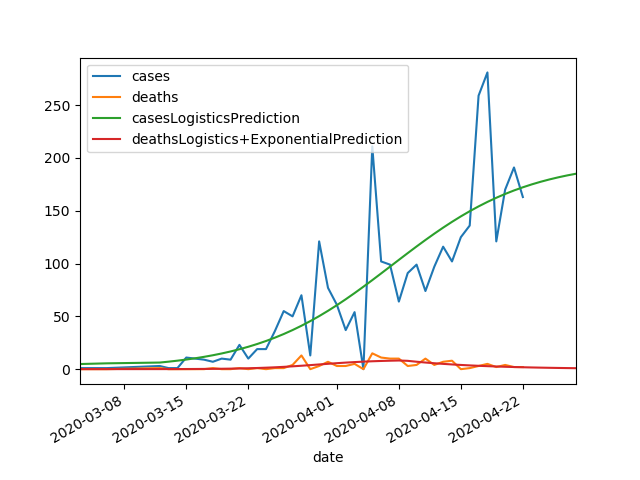 cases
deaths
casesLogisticsPrediction
deathsLogistics+ExponentialPrediction
250
200
150
100
50
0
2020-03-08
2020-03-15
2020-03-22
2020-04-01
2020-04-08
2020-04-15
2020-04-22
date